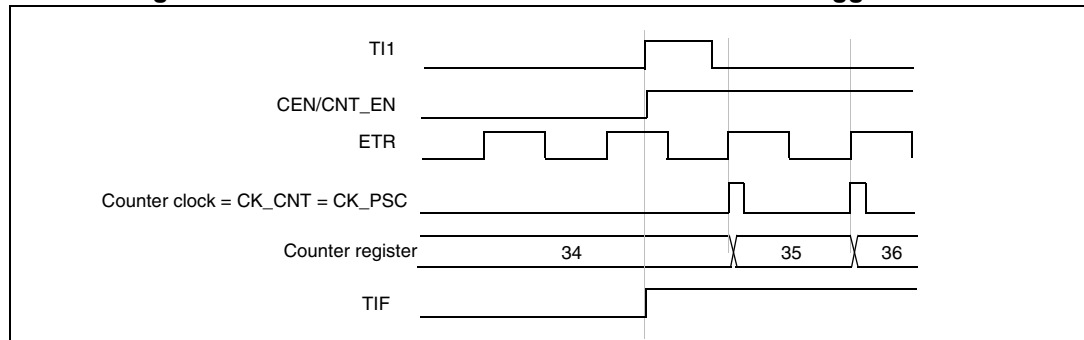 TI1
CEN/CNT_EN
ETR
Counter clock = CK_CNT = CK_PSC
Counter register 34 35 36
TIF